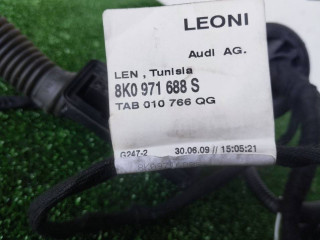 LEONI
Audi AG.
LEN , Tunisia
8K0 971 688 S
TAB 010 766 QG
G247-2 30.06.09 // 15:05:21